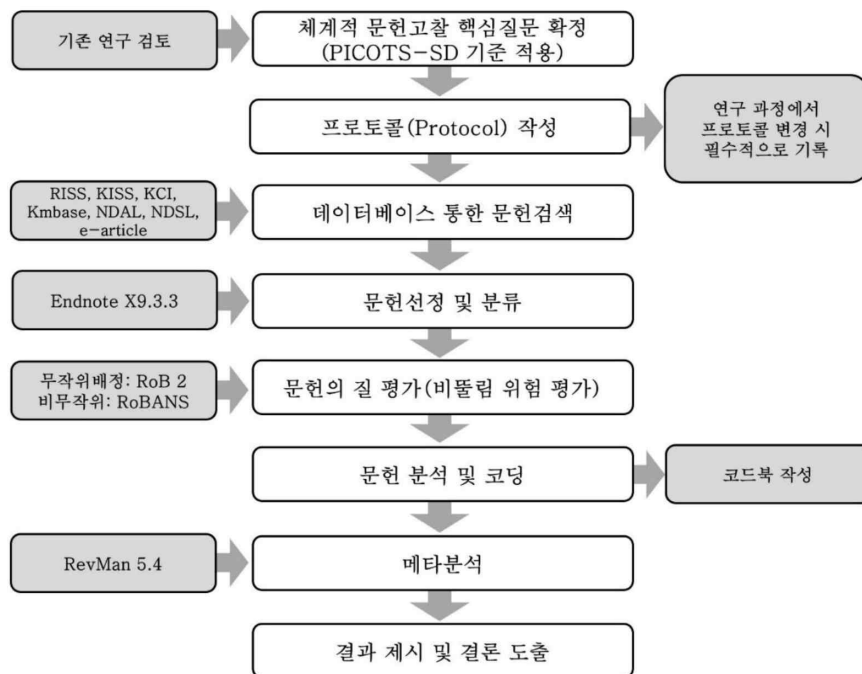 기존 연구 검토
체계적 문헌고찰 핵심질문 확정
(PICOTS-SD 기준 적용)
프로토콜(Protocol) 작성
연구 과정에서
프로토콜 변경 시
필수적으로 기록
RISS, KISS, KCI,
Kmbase, NDAL, NDSL,
e-article
데이터베이스 통한 문헌검색
Endnote X9.3.3
문헌선정 및 분류
무작위배정: RoB 2
비무작위: RoBANS
문헌의 질 평가(비뚤림 위험 평가)
문헌 분석 및 코딩
코드북 작성
RevMan 5.4
메타분석
결과 제시 및 결론 도출